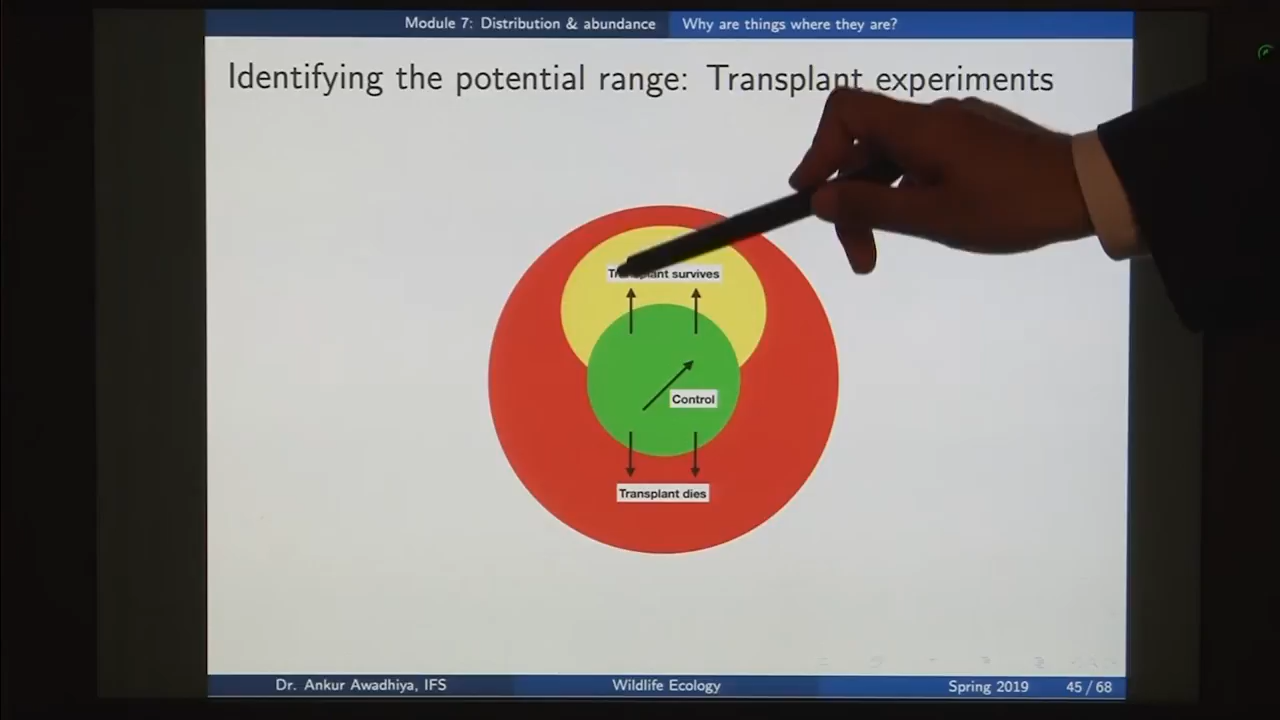 Module 7: Distribution & abundance Why are things where they are?
Identifying the potential range: Transplant experiments
Transplant survives
Control
Transplant dies
Dr. Ankur Awadhiya, IFS Wildlife Ecology Spring 2019 45 / 68